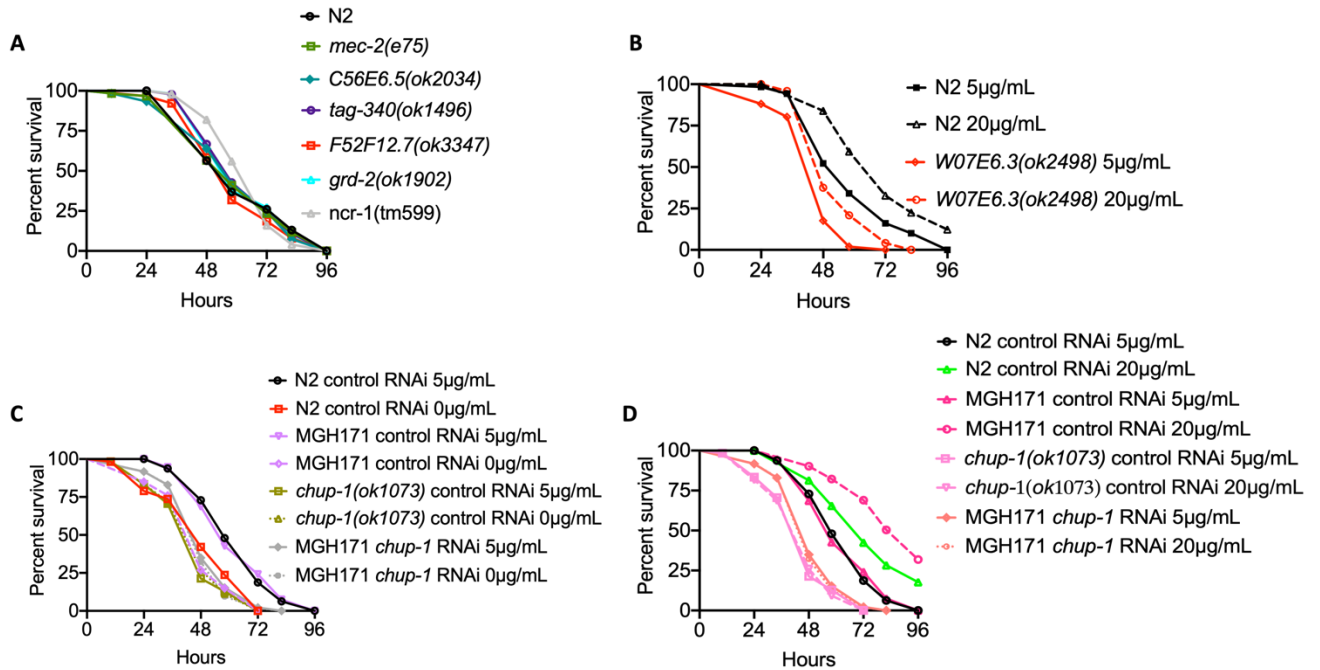 A
N2
mec-2(e75)
C56E6.5(ok2034)
tag-340(ok1496)
F52F12.7(ok3347)
grd-2(ok1902)
ncr-1(tm599)
Percent survival
100
75
50
25
0
0 24 48 72 96
Hours
B
N2 5µg/mL
N2 20µg/mL
W07E6.3(ok2498) 5µg/mL
W07E6.3(ok2498) 20µg/mL
Percent survival
100
75
50
25
0
0 24 48 72 96
Hours
C
N2 control RNAi 5µg/mL
N2 control RNAi 0µg/mL
MGH171 control RNAi 5µg/mL
MGH171 control RNAi 0µg/mL
chup-1(ok1073) control RNAi 5µg/mL
chup-1(ok1073) control RNAi 0µg/mL
MGH171 chup-1 RNAi 5µg/mL
MGH171 chup-1 RNAi 0µg/mL
Percent survival
100
75
50
25
0
0 24 48 72 96
Hours
D
N2 control RNAi 5µg/mL
N2 control RNAi 20µg/mL
MGH171 control RNAi 5µg/mL
MGH171 control RNAi 20µg/mL
chup-1(ok1073) control RNAi 5µg/mL
chup-1(ok1073) control RNAi 20µg/mL
MGH171 chup-1 RNAi 5µg/mL
MGH171 chup-1 RNAi 20µg/mL
Percent survival
100
75
50
25
0
0 24 48 72 96
Hours